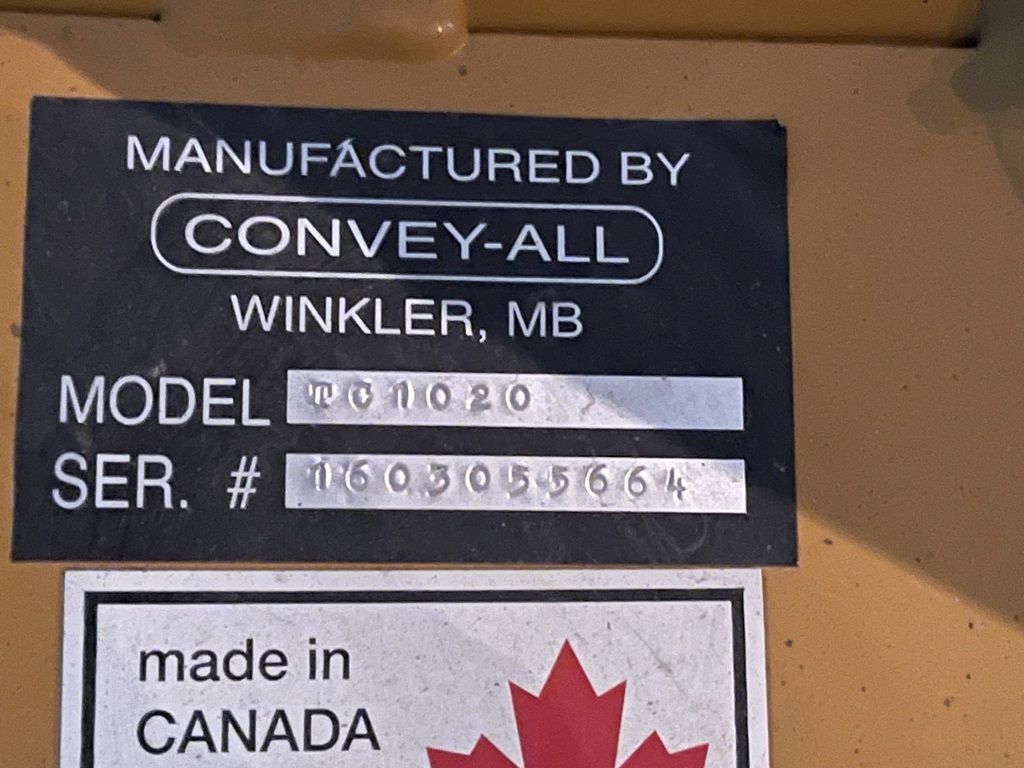 MANUFACTURED BY
CONVEY-ALL
WINKLER, MB
MODEL TC1020
SER. # 1603055664
made in
CANADA